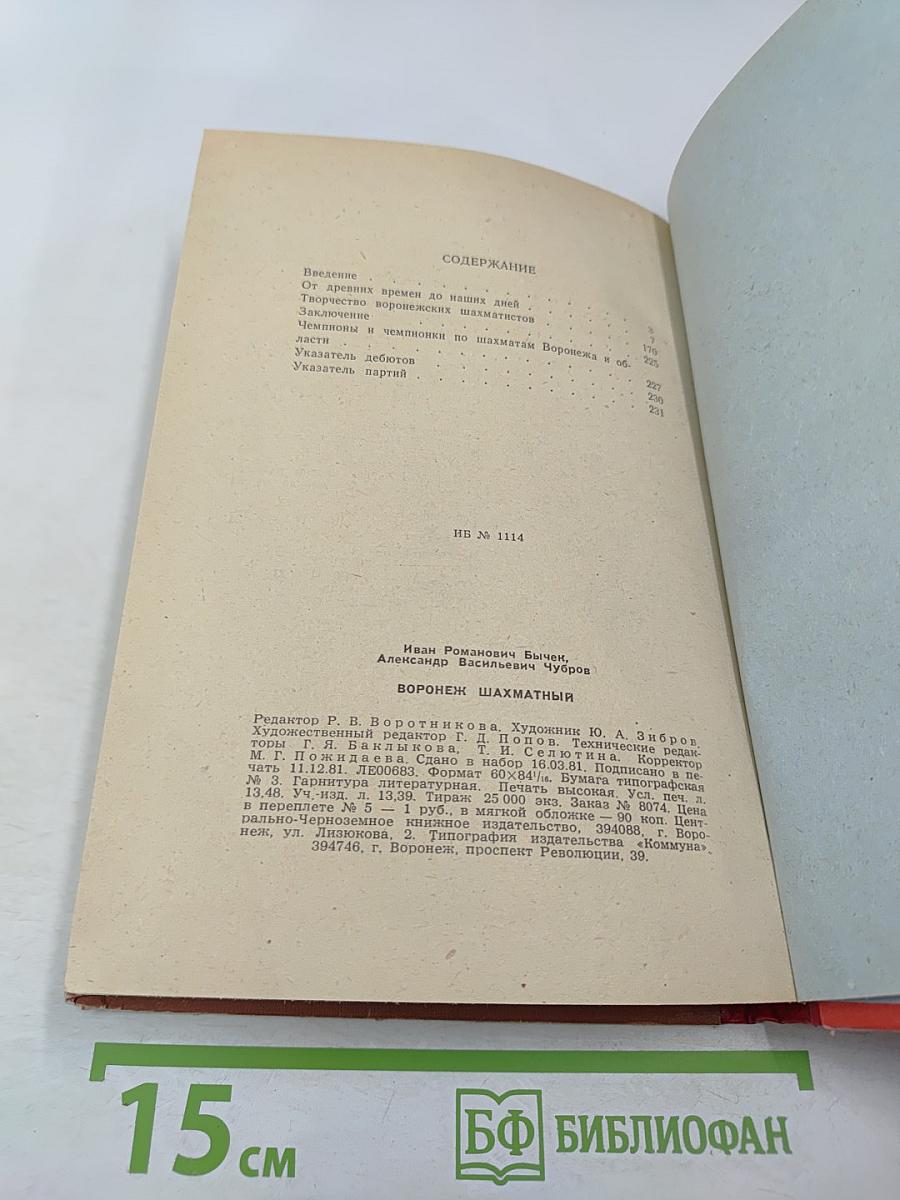 СОДЕРЖАНИЕ
Введение . . . . . . . . . . 3
От древних времен до наших дней . . . . . . 7
Творчество воронежских шахматистов . . . . . 170
Заключение . . . . . . . . . 225
Чемпионы и чемпионки по шахматам Воронежа и об-
ласти . . . . . . . . . . 227
Указатель дебютов . . . . . . . . 230
Указатель партий . . . . . . . . 231
ИБ № 1114
Иван Романович Бычек,
Александр Васильевич Чубров
ВОРОНЕЖ ШАХМАТНЫЙ
Редактор Р. В. Воротникова. Художник Ю. А. Зибров.
Художественный редактор Г. Д. Попов. Технические редак-
торы Г. Я. Баклыкова, Т. И. Селютина. Корректор
М. Г. Пожидаева. Сдано в набор 16.03.81. Подписано в пе-
чать 11.12.81. ЛЕ00683. Формат 60×84¹/₁₆. Бумага типографская
№ 3. Гарнитура литературная. Печать высокая. Усл. печ. л.
13,48. Уч.-изд. л. 13,39. Тираж 25 000 экз. Заказ № 8074. Цена
в переплете № 5 — 1 руб., в мягкой обложке — 90 коп. Цент-
рально-Черноземное книжное издательство, 394088, г. Воро-
неж, ул. Лизюкова, 2. Типография издательства «Коммуна».
394746, г. Воронеж, проспект Революции, 39.
15 см
БФ БИБЛИОФАН